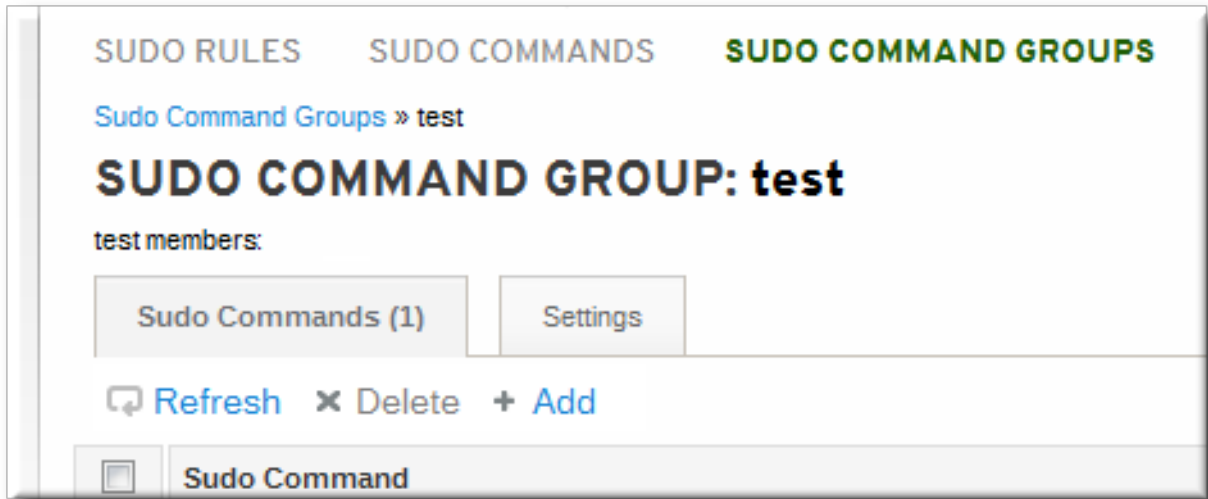 SUDO RULES SUDO COMMANDS SUDO COMMAND GROUPS
Sudo Command Groups » test
SUDO COMMAND GROUP: test
test members:
Sudo Commands (1) Settings
Refresh Delete Add
Sudo Command